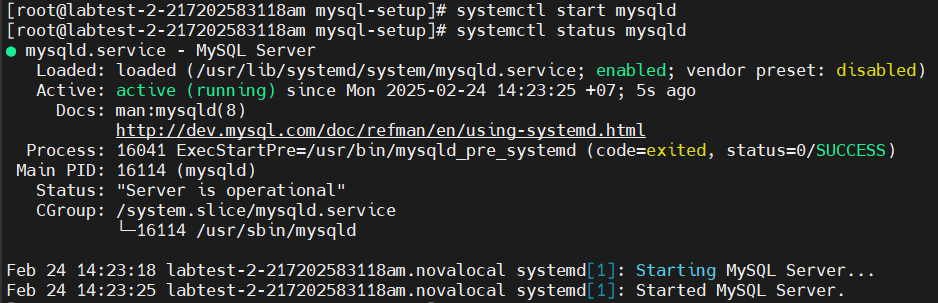 [root@labtest-2-217202583118am mysql-setup]# systemctl start mysqld
[root@labtest-2-217202583118am mysql-setup]# systemctl status mysqld
● mysqld.service - MySQL Server
   Loaded: loaded (/usr/lib/systemd/system/mysqld.service; enabled; vendor preset: disabled)
   Active: active (running) since Mon 2025-02-24 14:23:25 +07; 5s ago
     Docs: man:mysqld(8)
           http://dev.mysql.com/doc/refman/en/using-systemd.html
  Process: 16041 ExecStartPre=/usr/bin/mysqld_pre_systemd (code=exited, status=0/SUCCESS)
 Main PID: 16114 (mysqld)
   Status: "Server is operational"
   CGroup: /system.slice/mysqld.service
           └─16114 /usr/sbin/mysqld

Feb 24 14:23:18 labtest-2-217202583118am.novalocal systemd[1]: Starting MySQL Server...
Feb 24 14:23:25 labtest-2-217202583118am.novalocal systemd[1]: Started MySQL Server.